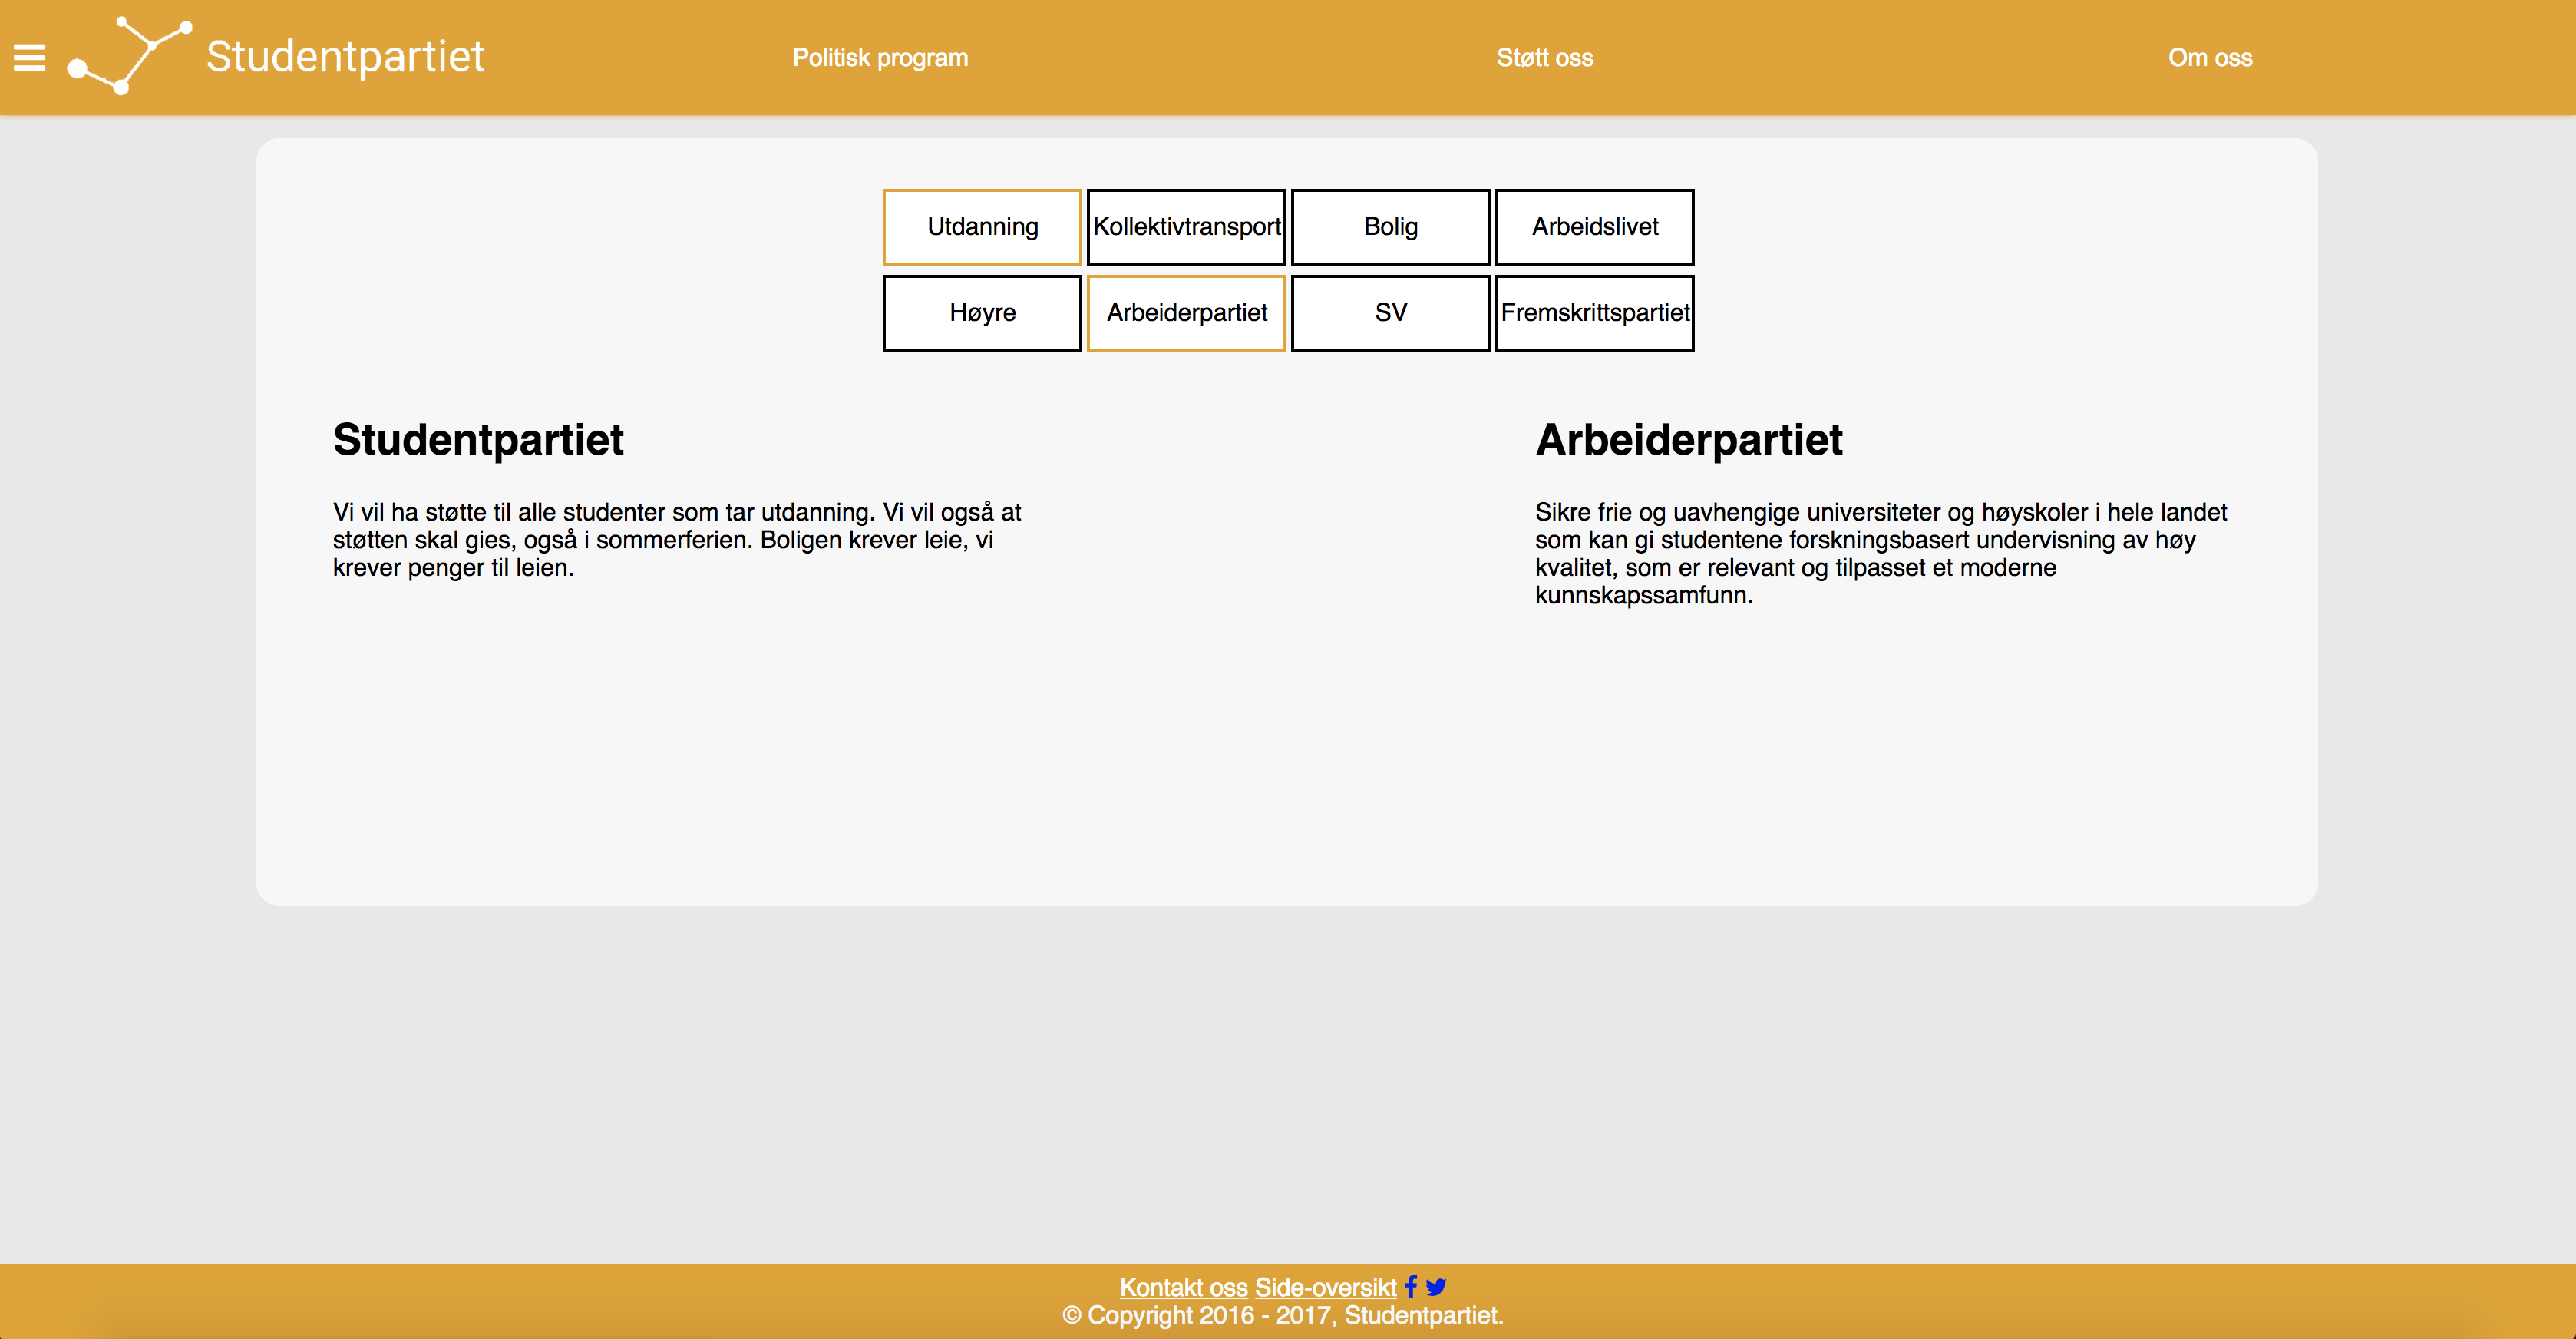 Studentpartiet
Politisk program
Støtt oss
Om oss
Utdanning
Kollektivtransport
Bolig
Arbeidslivet
Høyre
Arbeiderpartiet
SV
Fremskrittspartiet
Studentpartiet
Vi vil ha støtte til alle studenter som tar utdanning. Vi vil også at
støtten skal gies, også i sommerferien. Boligen krever leie, vi
krever penger til leien.
Arbeiderpartiet
Sikre frie og uavhengige universiteter og høyskoler i hele landet
som kan gi studentene forskningsbasert undervisning av høy
kvalitet, som er relevant og tilpasset et moderne
kunnskapssamfunn.
Kontakt oss Side-oversikt
© Copyright 2016 - 2017, Studentpartiet.